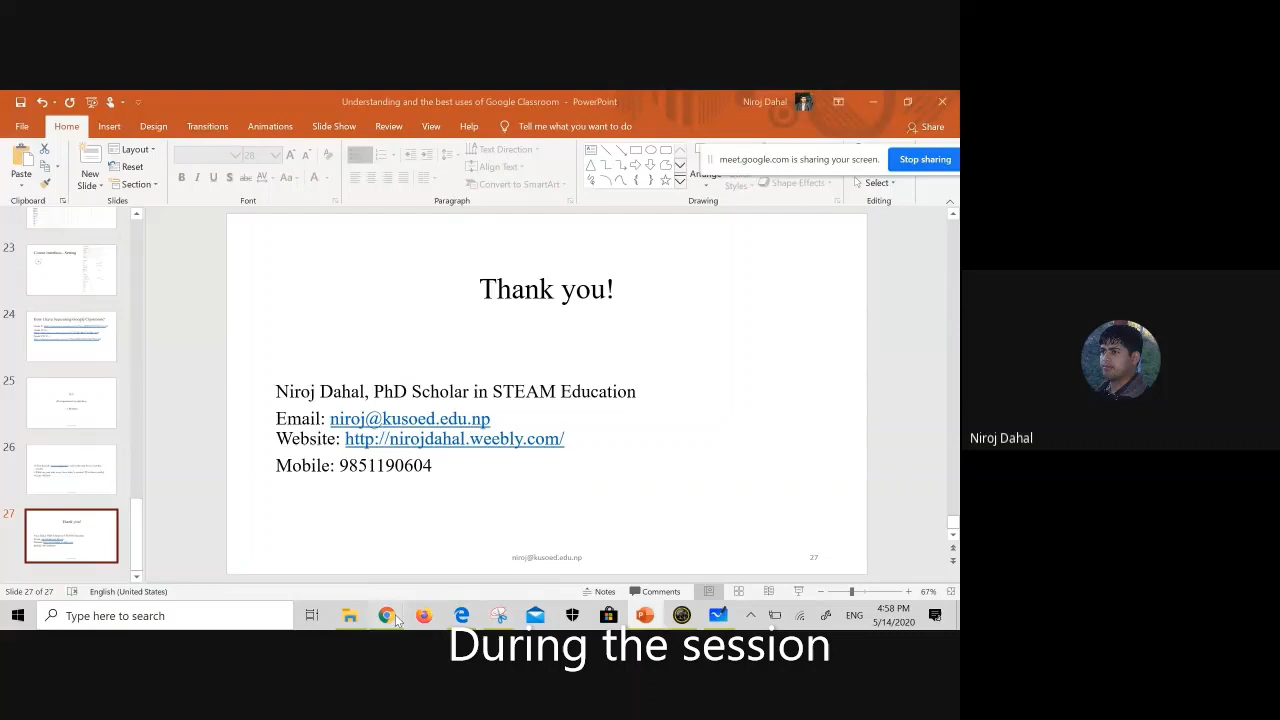 Understanding and the best uses of Google Classroom - PowerPoint
Niroj Dahal
File Home Insert Design Transitions Animations Slide Show Review View Help Tell me what you want to do
Share
Paste
Clipboard
New
Slide
Layout
Reset
Section
Slides
28
Font
Text Direction
Align Text
Convert to SmartArt
Paragraph
Arrange
Styles
Shape Effects
Drawing
Select
Editing
meet.google.com is sharing your screen.
Stop sharing
23
24
25
26
27
Thank you!
Niroj Dahal, PhD Scholar in STEAM Education
Email: niroj@kusoed.edu.np
Website: http://nirojdahal.weebly.com/
Mobile: 9851190604
niroj@kusoed.edu.np
27
Slide 27 of 27
English (United States)
Notes
Comments
67%
Type here to search
ENG
4:58 PM
5/14/2020
During the session
Niroj Dahal